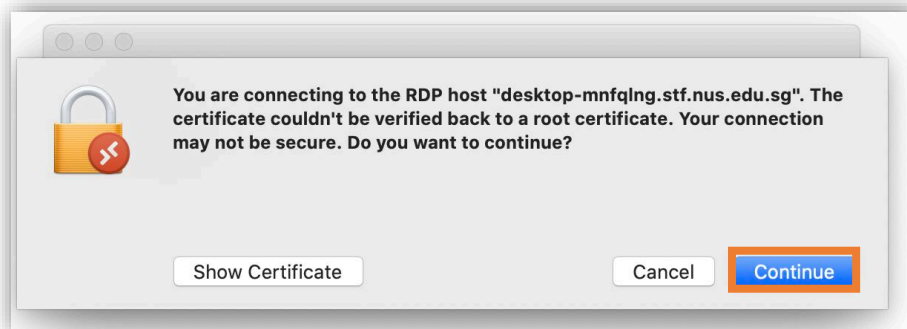 You are connecting to the RDP host "desktop-mnfqlng.stf.nus.edu.sg". The
certificate couldn't be verified back to a root certificate. Your connection
may not be secure. Do you want to continue?
Show Certificate
Cancel
Continue